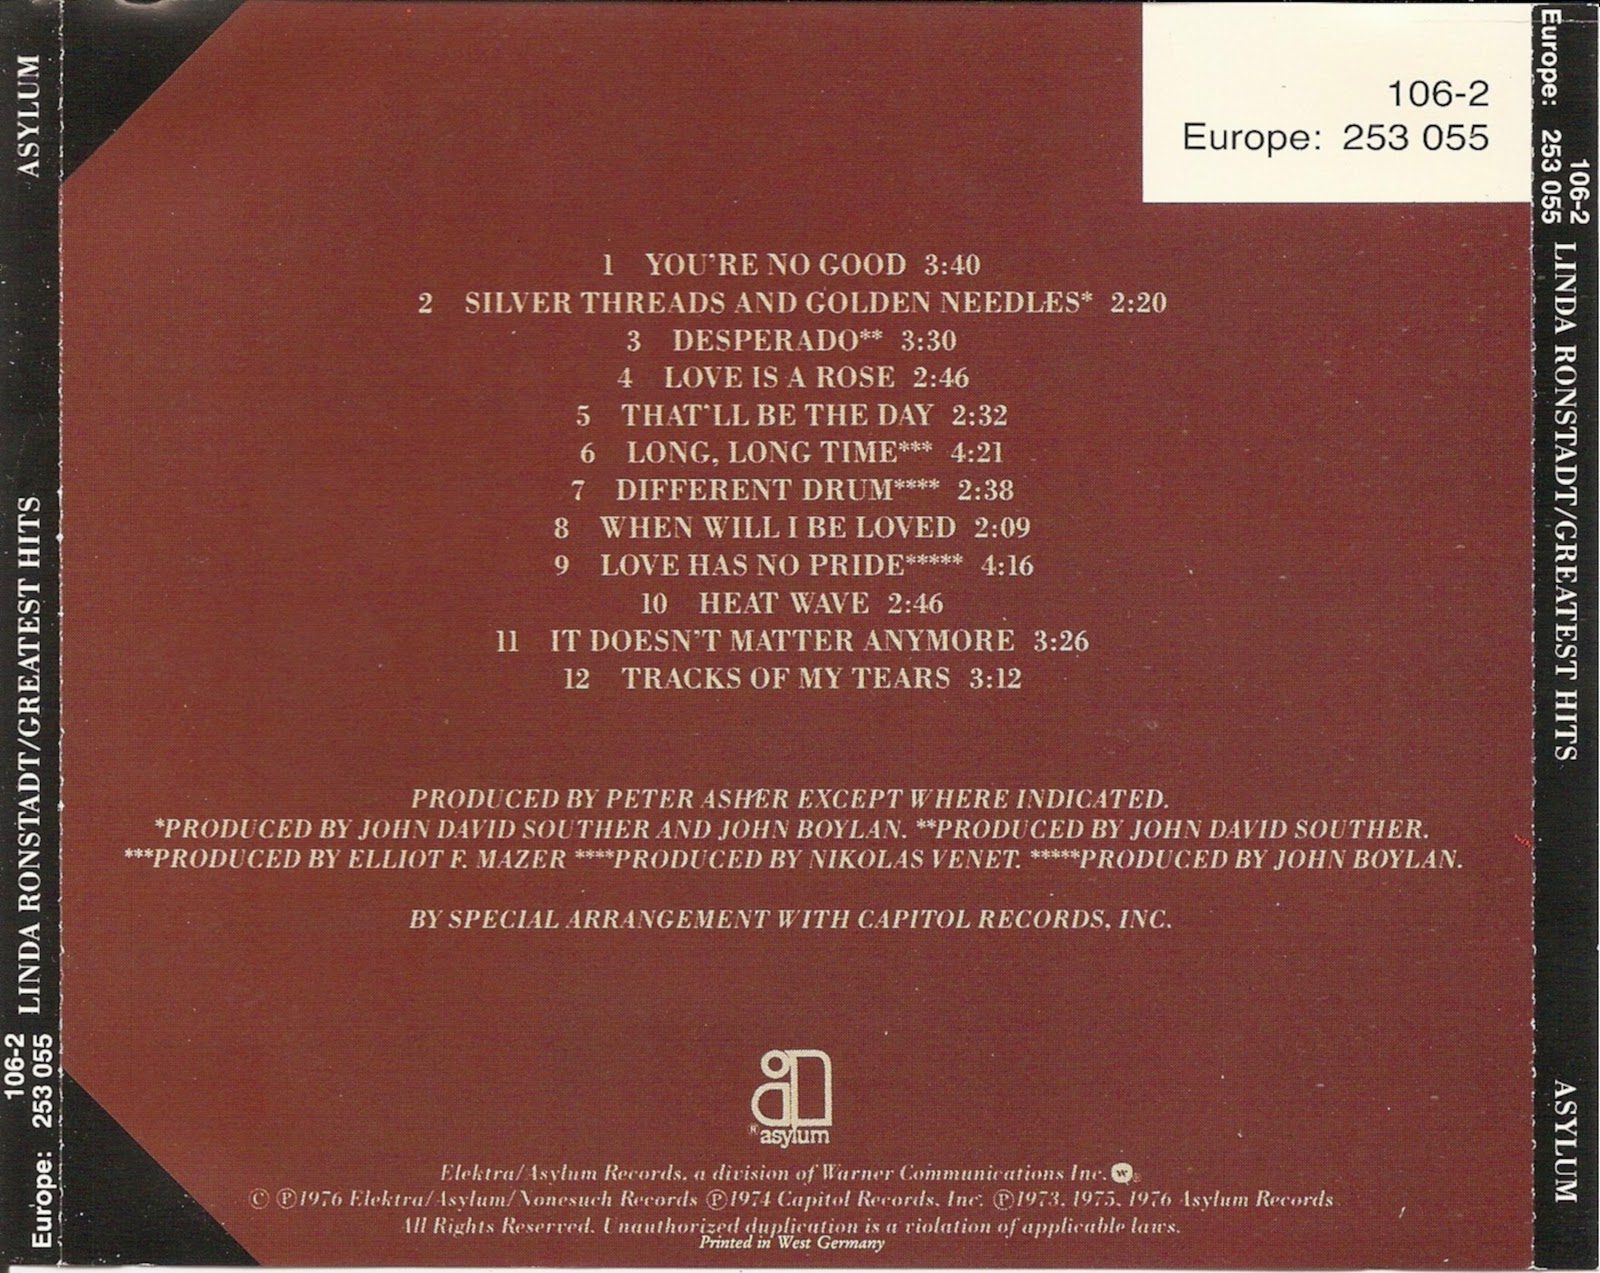 106-2
Europe: 253 055
1 YOU'RE NO GOOD 3:40
2 SILVER THREADS AND GOLDEN NEEDLES* 2:20
3 DESPERADO** 3:30
4 LOVE IS A ROSE 2:46
5 THAT'LL BE THE DAY 2:32
6 LONG, LONG TIME*** 4:21
7 DIFFERENT DRUM**** 2:38
8 WHEN WILL I BE LOVED 2:09
9 LOVE HAS NO PRIDE***** 4:16
10 HEAT WAVE 2:46
11 IT DOESN'T MATTER ANYMORE 3:26
12 TRACKS OF MY TEARS 3:12
PRODUCED BY PETER ASHER EXCEPT WHERE INDICATED.
*PRODUCED BY JOHN DAVID SOUTHER AND JOHN BOYLAN. **PRODUCED BY JOHN DAVID SOUTHER.
***PRODUCED BY ELLIOT F. MAZER ****PRODUCED BY NIKOLAS VENET. *****PRODUCED BY JOHN BOYLAN.
BY SPECIAL ARRANGEMENT WITH CAPITOL RECORDS, INC.
® asylum
Elektra/Asylum Records, a division of Warner Communications Inc. W ®
© ℗1976 Elektra/Asylum/Nonesuch Records ℗1974 Capitol Records, Inc. ℗1973, 1975, 1976 Asylum Records
All Rights Reserved. Unauthorized duplication is a violation of applicable laws.
Printed in West Germany
106-2
Europe: 253 055
LINDA RONSTADT/GREATEST HITS
ASYLUM
106-2
Europe: 253 055
LINDA RONSTADT/GREATEST HITS
ASYLUM